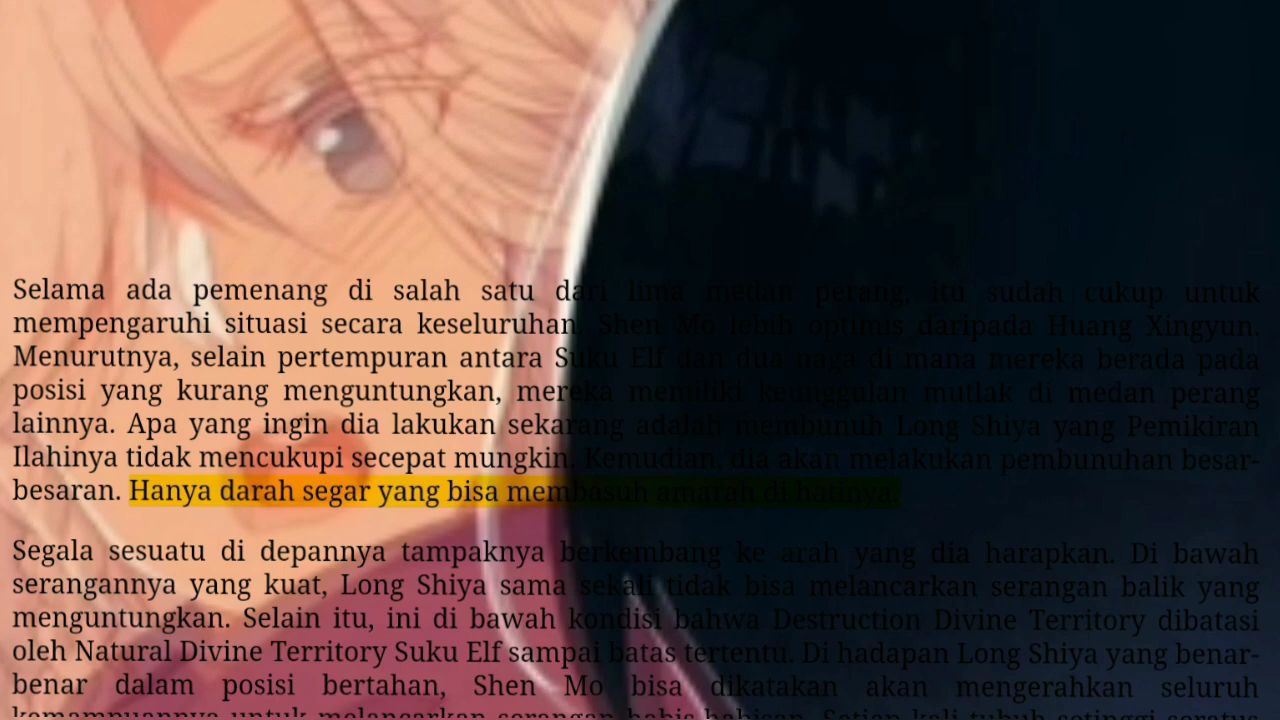 Selama ada pemenang di salah satu dari lima medan perang, itu sudah cukup untuk
mempengaruhi situasi secara keseluruhan. Shen Mo lebih optimis daripada Huang Xingyun.
Menurutnya, selain pertempuran antara Suku Elf dan dua naga di mana mereka berada pada
posisi yang kurang menguntungkan, mereka memiliki keunggulan mutlak di medan perang
lainnya. Apa yang ingin dia lakukan sekarang adalah membunuh Long Shiya yang Pemikiran
Ilahinya tidak mencukupi secepat mungkin. Kemudian, dia akan melakukan pembunuhan besar-
besaran. Hanya darah segar yang bisa membasuh amarah di hatinya.
Segala sesuatu di depannya tampaknya berkembang ke arah yang dia harapkan. Di bawah
serangannya yang kuat, Long Shiya sama sekali tidak bisa melancarkan serangan balik yang
menguntungkan. Selain itu, ini di bawah kondisi bahwa Destruction Divine Territory dibatasi
oleh Natural Divine Territory Suku Elf sampai batas tertentu. Di hadapan Long Shiya yang benar-
benar dalam posisi bertahan, Shen Mo bisa dikatakan akan mengerahkan seluruh